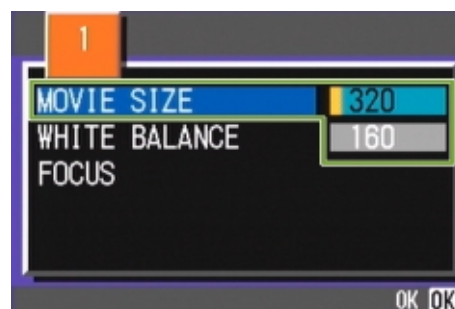 1
MOVIE SIZE 320
WHITE BALANCE 160
FOCUS
OK OK